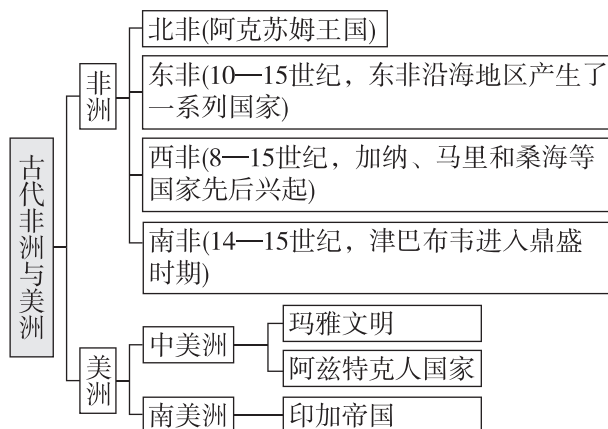 古代非洲与美洲
非洲
北非(阿克苏姆王国)
东非(10—15世纪，东非沿海地区产生了
一系列国家)
西非(8—15世纪，加纳、马里和桑海等
国家先后兴起)
南非(14—15世纪，津巴布韦进入鼎盛
时期)
美洲
中美洲
玛雅文明
阿兹特克人国家
南美洲
印加帝国